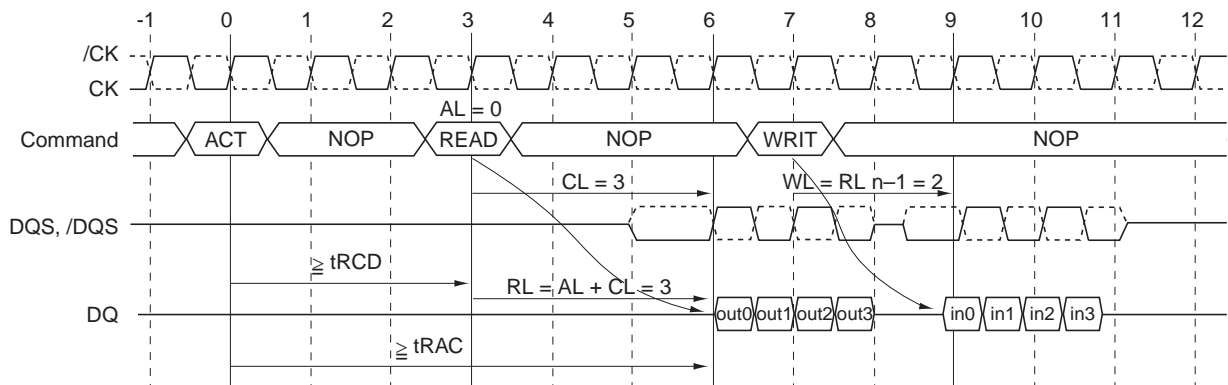 -1 0 1 2 3 4 5 6 7 8 9 10 11 12
/CK
CK
AL = 0
Command ACT NOP READ NOP WRIT NOP
CL = 3 WL = RL n–1 = 2
DQS, /DQS
≧ tRCD
RL = AL + CL = 3
DQ out0 out1 out2 out3 in0 in1 in2 in3
≧ tRAC